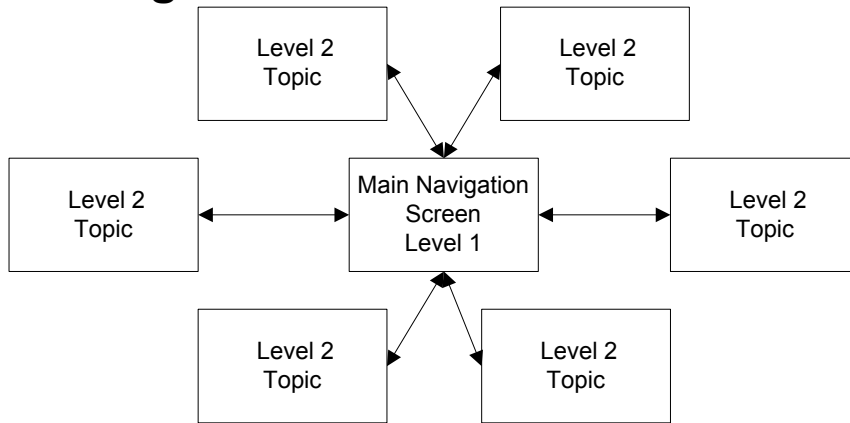 Level 2
Topic
Level 2
Topic
Level 2
Topic
Main Navigation
Screen
Level 1
Level 2
Topic
Level 2
Topic
Level 2
Topic